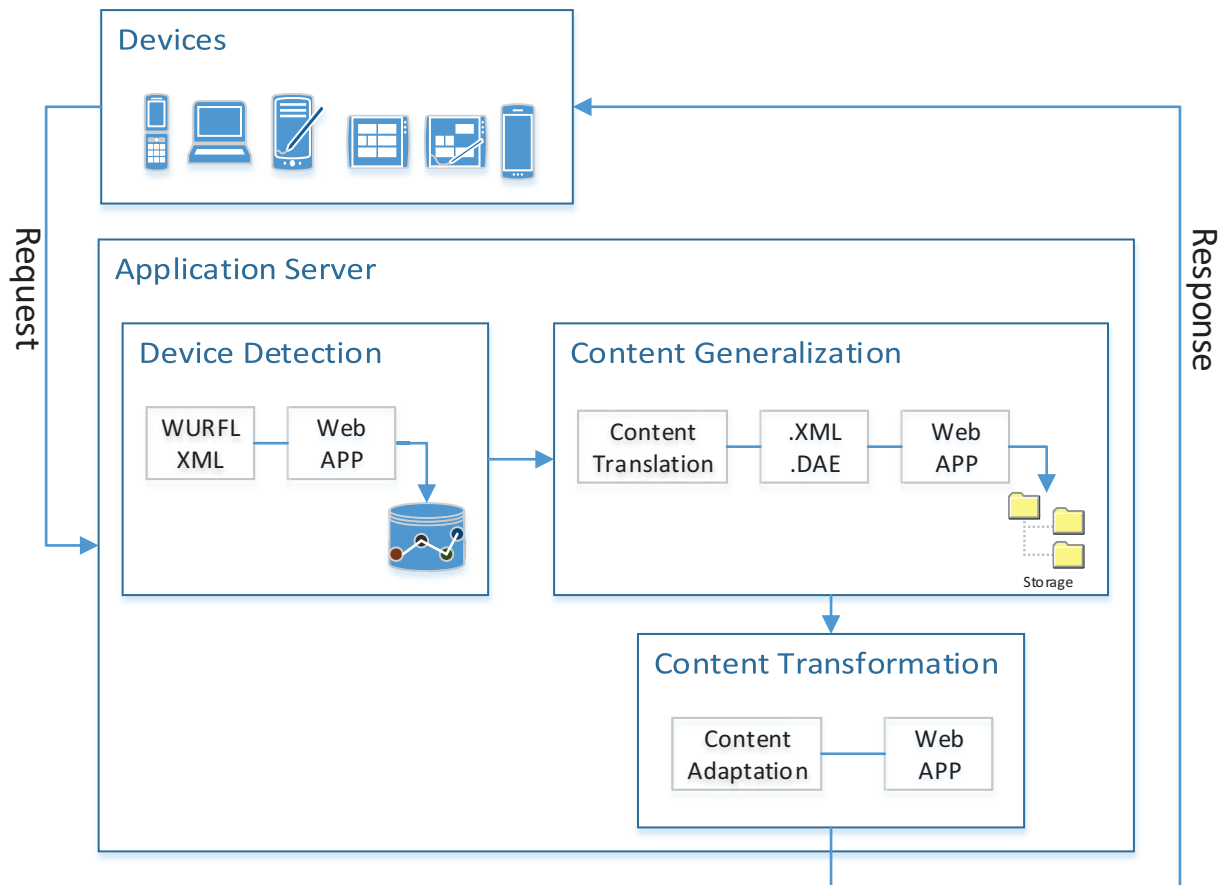 Devices
Request
Response
Application Server
Device Detection
WURFL
XML
Web
APP
Content Generalization
Content
Translation
.XML
.DAE
Web
APP
Storage
Content Transformation
Content
Adaptation
Web
APP